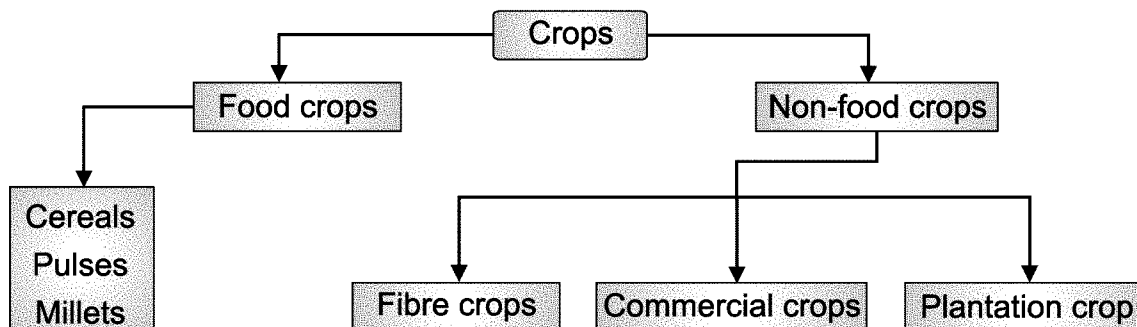 Crops
Food crops
Non-food crops
Cereals
Pulses
Millets
Fibre crops
Commercial crops
Plantation crop